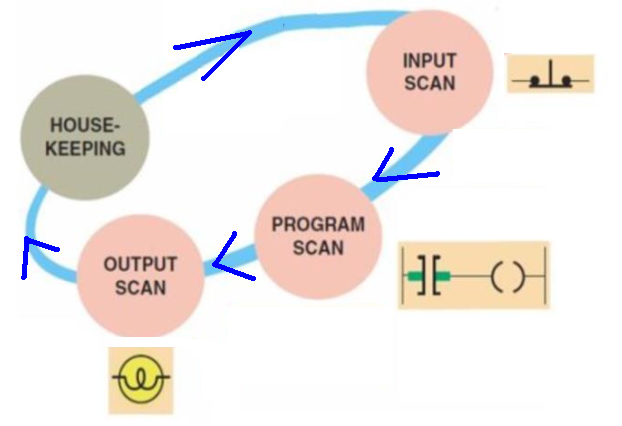 INPUT
SCAN
HOUSE-
KEEPING
PROGRAM
SCAN
OUTPUT
SCAN